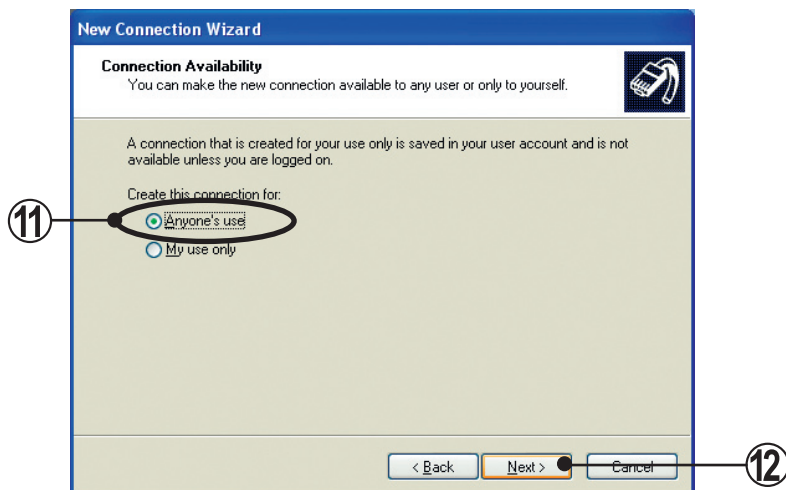 New Connection Wizard
Connection Availability
You can make the new connection available to any user or only to yourself.
A connection that is created for your use only is saved in your user account and is not
available unless you are logged on.
Create this connection for:
⑪
Anyone's use
My use only
< Back Next > Cancel
⑫